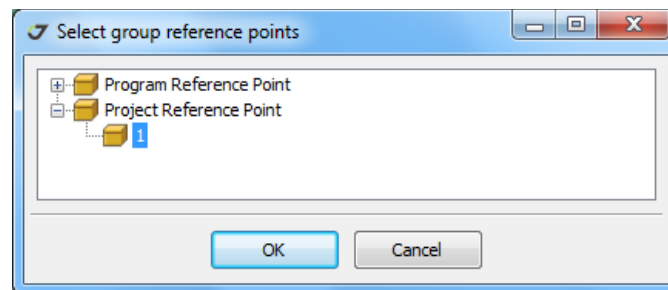 Select group reference points
Program Reference Point
Project Reference Point
1
OK Cancel